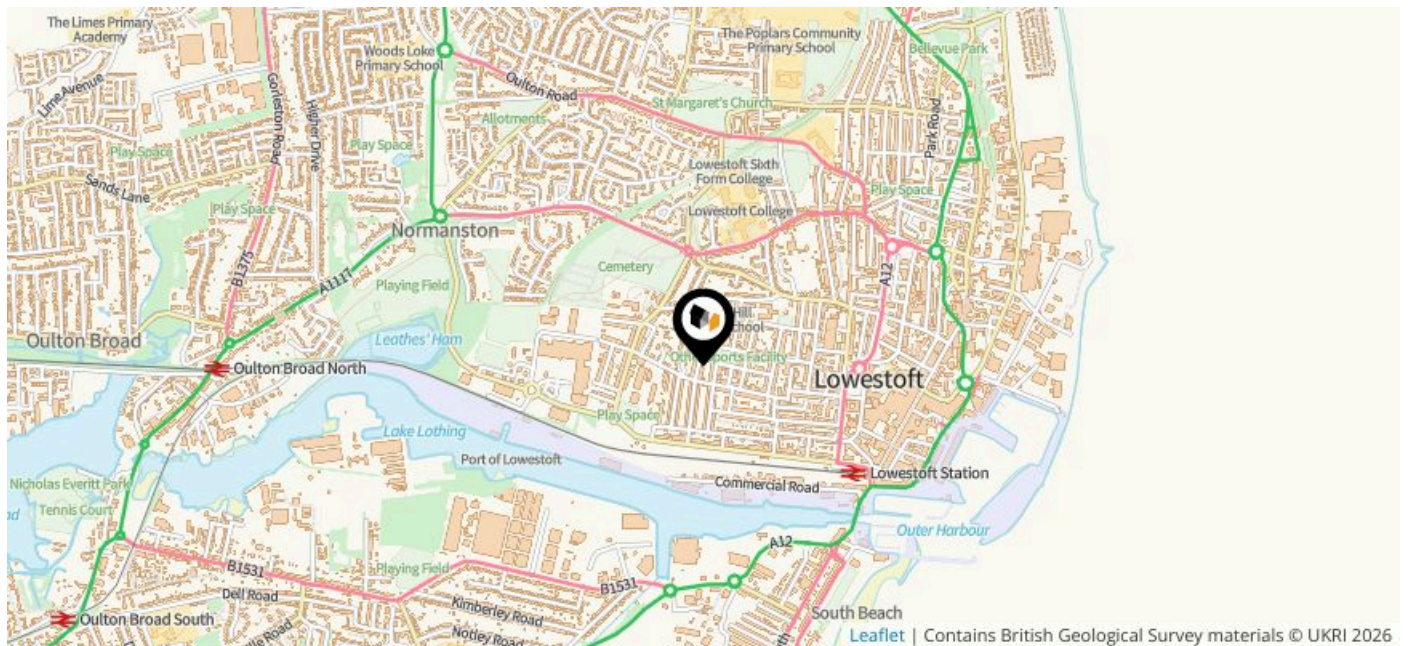 The Limes Primary
Academy
Woods Loke
Primary School
The Poplars Community
Primary School
Bellevue Park
Lime Avenue
Gorleston Road
Higher Drive
Oulton Road
St Margaret's Church
Park Road
Allotments
Play Space
Play Space
Sands Lane
Lowestoft Sixth
Form College
Play Space
Play Space
Lowestoft College
Normanston
B1375
A1117
Cemetery
A12
Playing Field
Hill
School
Oulton Broad
Leathes' Ham
Other Sports Facility
Oulton Broad North
Lowestoft
Play Space
Lake Lothing
Port of Lowestoft
Lowestoft Station
Commercial Road
Nicholas Everitt Park
Tennis Court
Outer Harbour
A12
B1531
Playing Field
B1531
Dell Road
Kimberley Road
South Beach
Oulton Broad South
Notley Road
Leaflet | Contains British Geological Survey materials © UKRI 2026